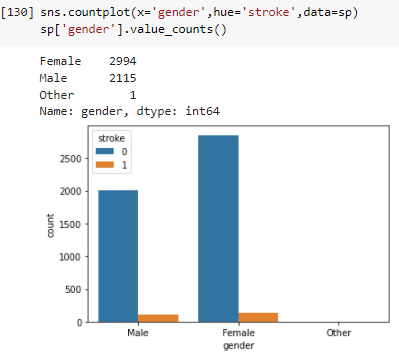 [130] sns.countplot(x='gender',hue='stroke',data=sp)
sp['gender'].value_counts()
Female 2994
Male 2115
Other 1
Name: gender, dtype: int64
stroke
0
1
2500
2000
1500
1000
500
0
count
Male Female Other
gender